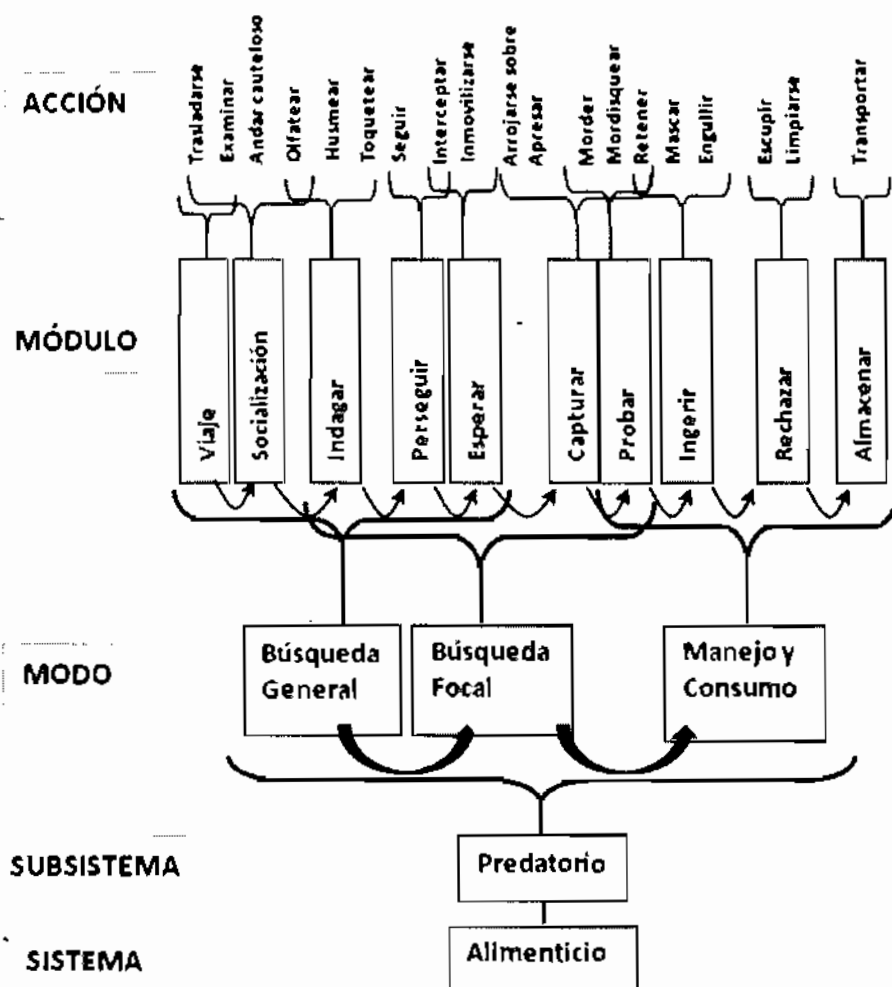 ACCIÓN
Trasladarse
Examinar
Andar cauteloso
Olfatear
Husmear
Toquetear
Seguir
Interceptar
Inmovilizarse
Arrojarse sobre
Apresar
Morder
Mordisquear
Retener
Mascar
Engullir
Escupir
Limpiarse
Transportar
MÓDULO
Viaje
Socialización
Indagar
Perseguir
Esperar
Capturar
Probar
Ingerir
Rechazar
Almacenar
MODO
Búsqueda
General
Búsqueda
Focal
Manejo y
Consumo
SUBSISTEMA
Predatorio
SISTEMA
Alimenticio